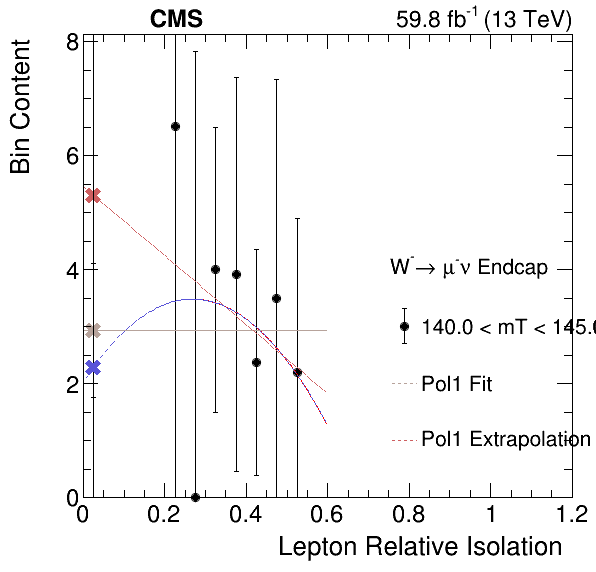 CMS 59.8 fb⁻¹ (13 TeV)
Bin Content
8
6
4
2
0
W⁻→ μ⁻ν Endcap
140.0 < mT < 145.0
Pol1 Fit
Pol1 Extrapolation
0 0.2 0.4 0.6 0.8 1 1.2
Lepton Relative Isolation